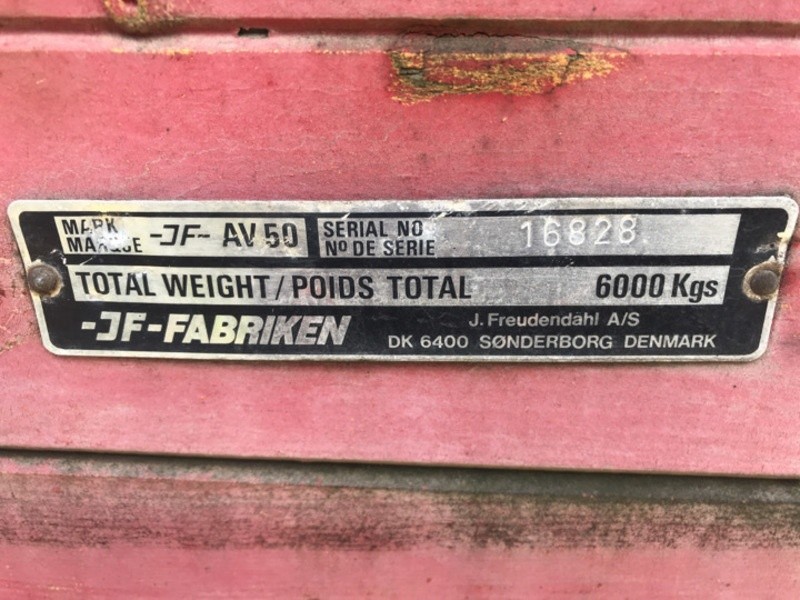 MARK
MARQUE
-JF- AV 50
SERIAL NO
Nº DE SERIE
16828
TOTAL WEIGHT/POIDS TOTAL 6000 Kgs
-JF-FABRIKEN
J. Freudendahl A/S
DK 6400 SØNDERBORG DENMARK